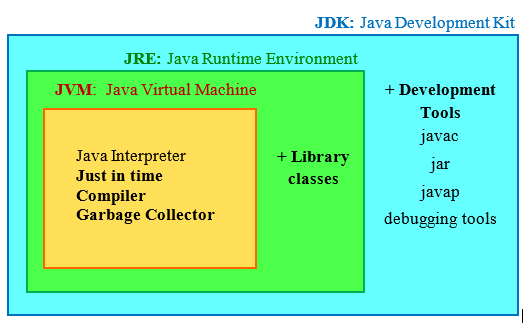 JDK: Java Development Kit
JRE: Java Runtime Environment
JVM: Java Virtual Machine
Java Interpreter
Just in time
Compiler
Garbage Collector
+ Library
classes
+ Development
Tools
javac
jar
javap
debugging tools